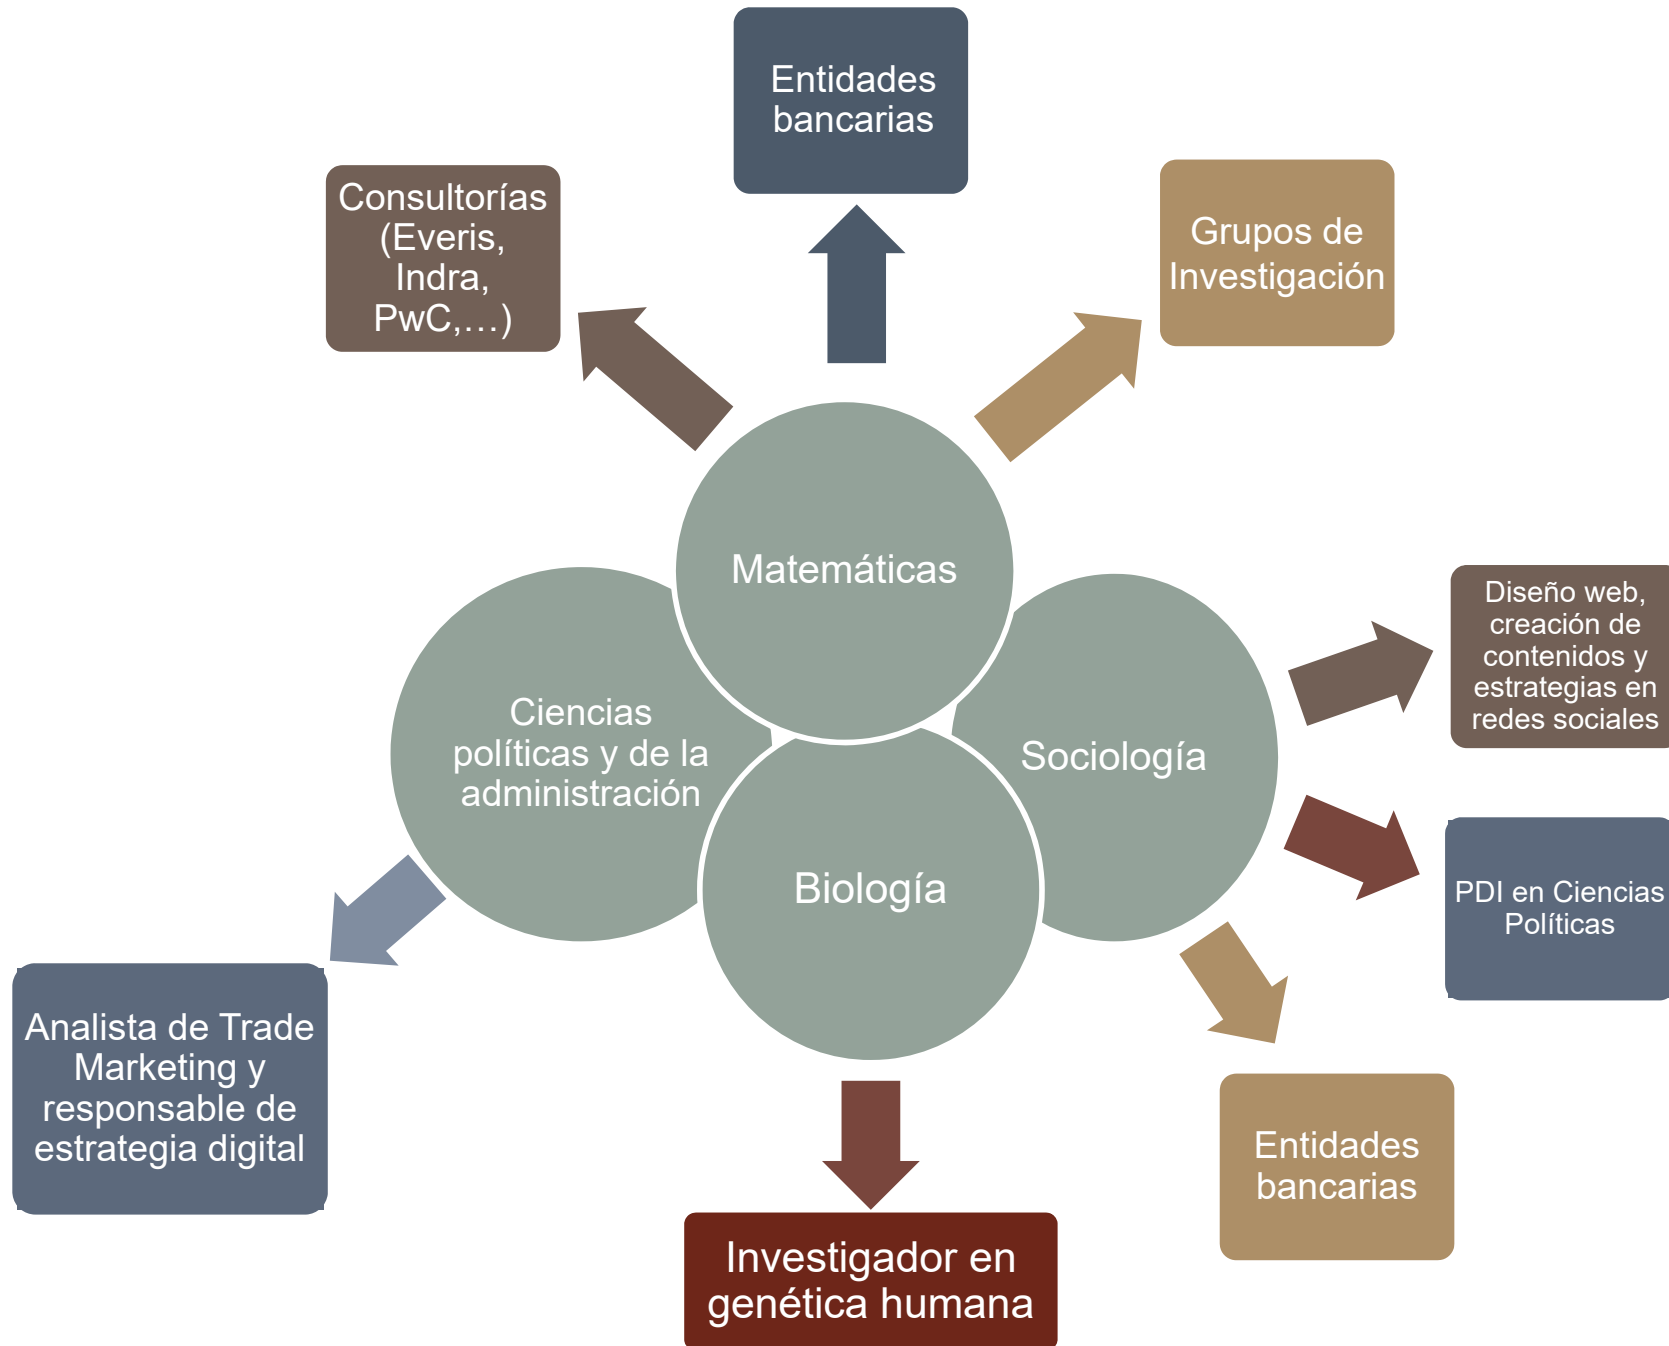 Entidades
bancarias
Consultorías
(Everis,
Indra,
PwC,…)
Grupos de
Investigación
Matemáticas
Diseño web,
creación de
contenidos y
estrategias en
redes sociales
Ciencias
políticas y de la
administración
Sociología
Biología
PDI en Ciencias
Políticas
Analista de Trade
Marketing y
responsable de
estrategia digital
Entidades
bancarias
Investigador en
genética humana